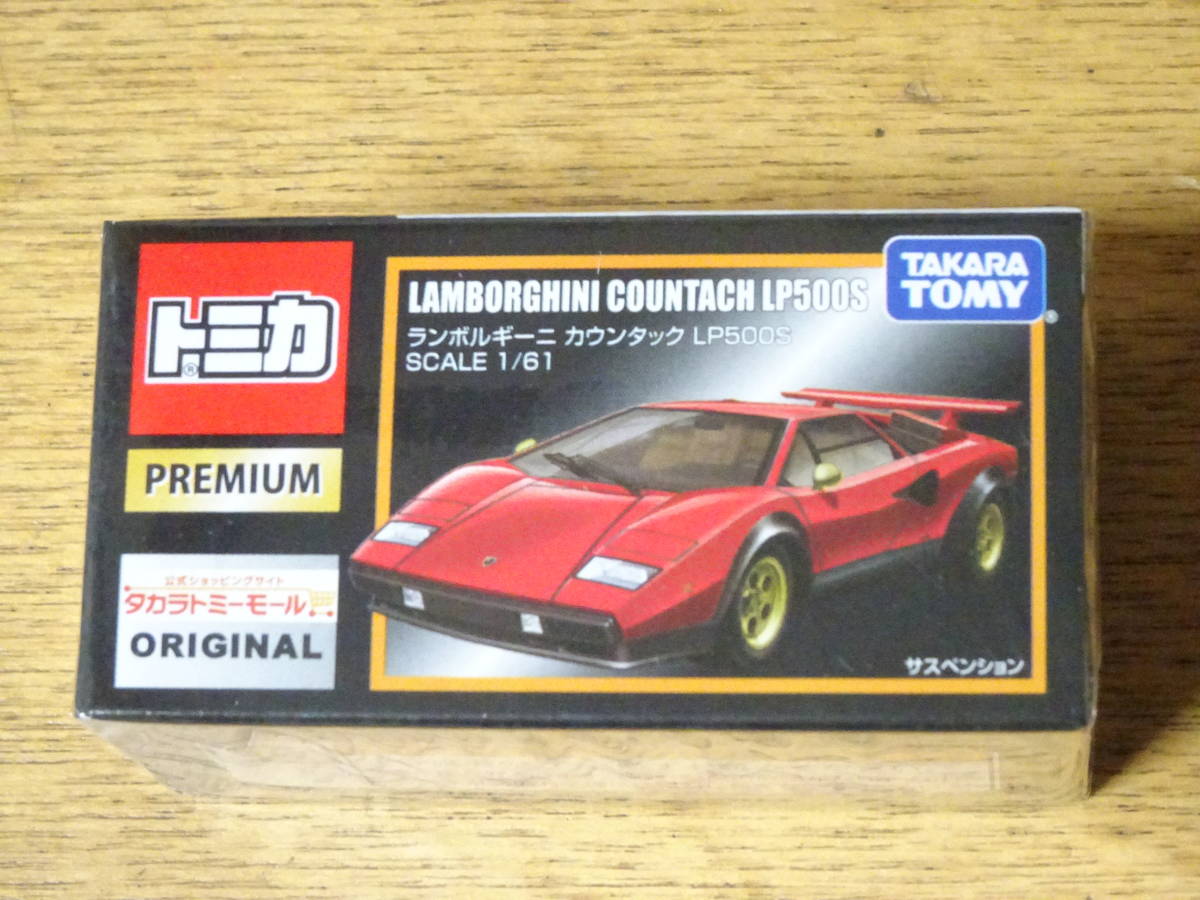 トミカ
®
PREMIUM
公式ショッピングサイト
タカラトミーモール
ORIGINAL
LAMBORGHINI COUNTACH LP500S
ランボルギーニ カウンタック LP500S
SCALE 1/61
TAKARA
TOMY
®
サスペンション